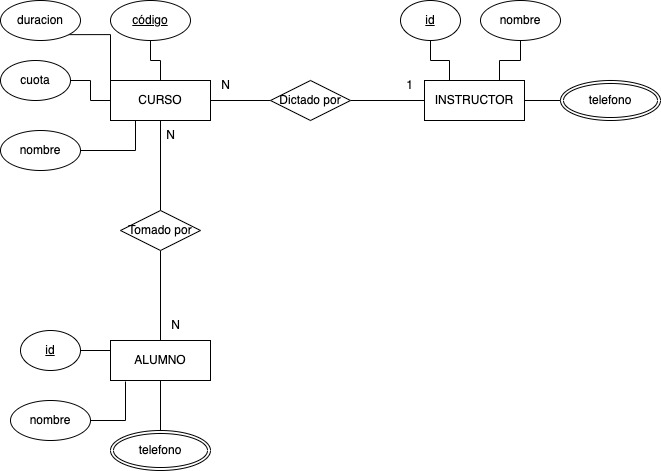 duracion
código
id
nombre
cuota
CURSO
N
Dictado por
1
INSTRUCTOR
telefono
nombre
N
Tomado por
N
id
ALUMNO
nombre
telefono